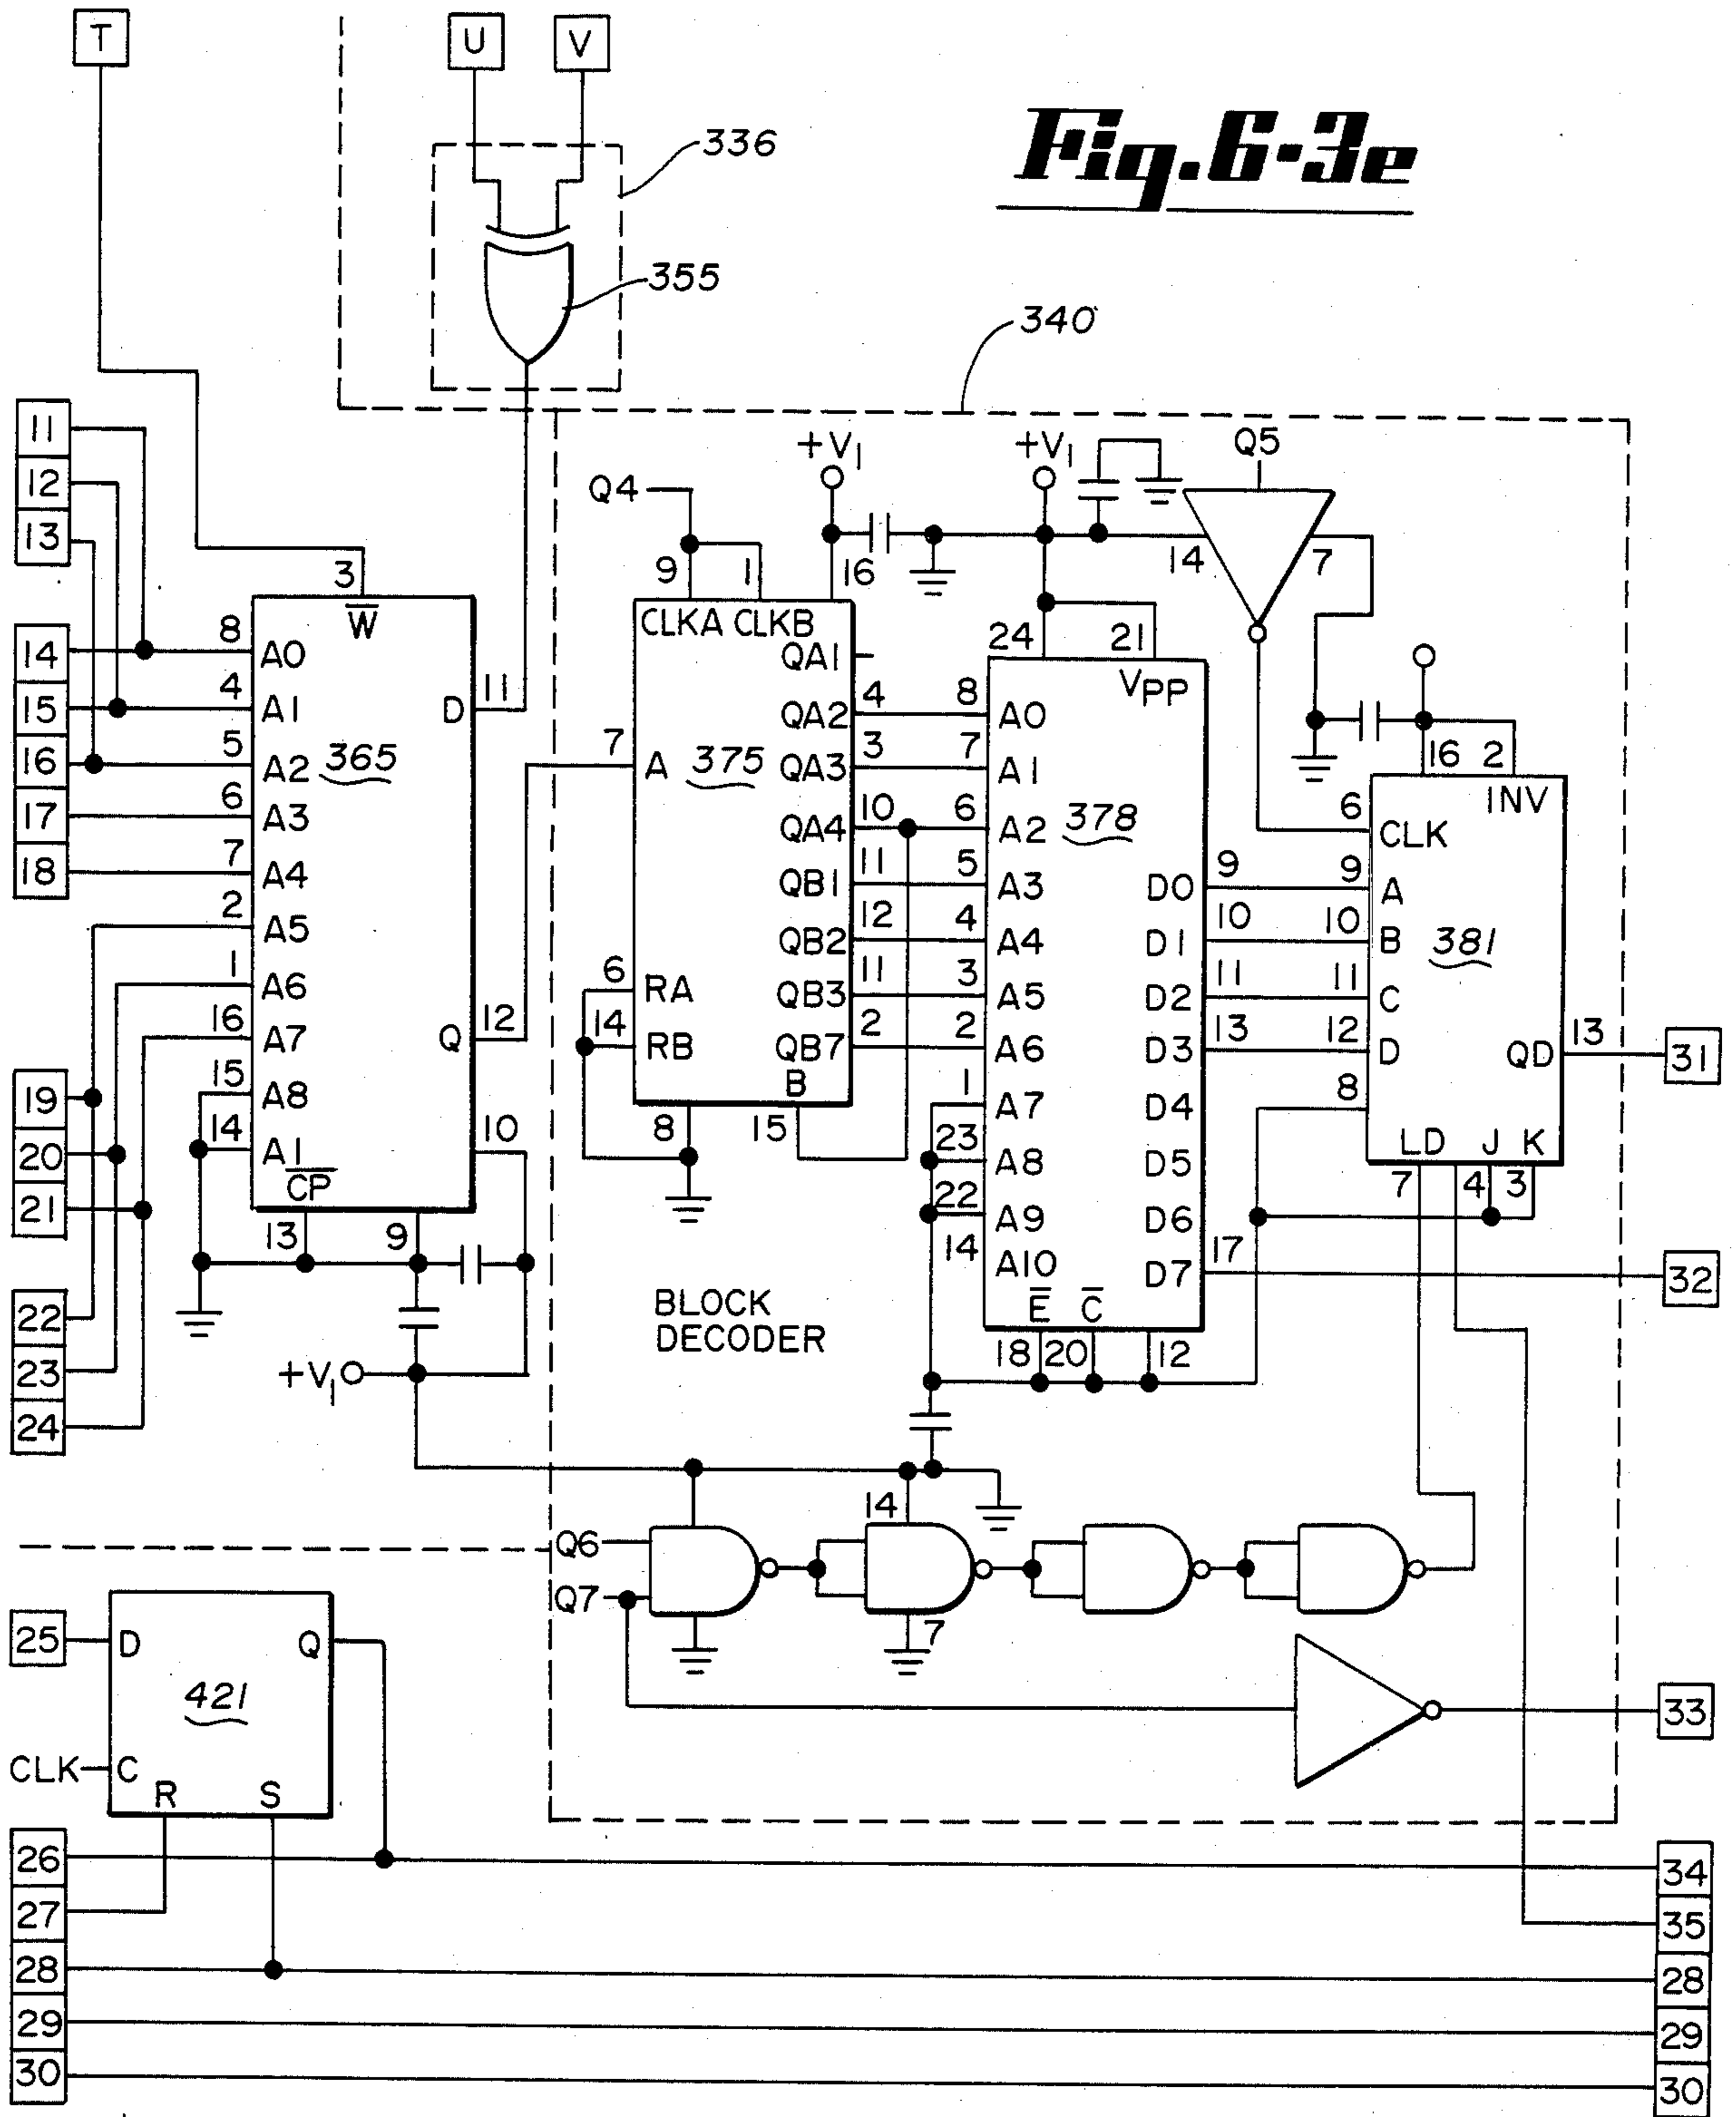 T
U
V
Fig. 6-3e
336
355
340
11
12
13
14
15
16
17
18
19
20
21
22
23
24
3
W̅
8 A0
4 A1
5 A2
6 A3
7 A4
2 A5
1 A6
16 A7
15 A8
14 A1
C̅P̅
365
D 11
Q 12
10
13
9
+V1
Q4
9
1
16
+V1
CLKA CLKB
QA1
QA2 4
QA3 3
QA4 10
QB1 11
QB2 12
QB3 11
QB7 2
7 A
375
6 RA
14 RB
B
8
15
BLOCK
DECODER
+V1
24
21
VPP
8 A0
7 A1
6 A2
5 A3
4 A4
3 A5
2 A6
1 A7
23 A8
22 A9
14 A10
378
D0 9
D1 10
D2 11
D3 13
D4
D5
D6
D7 17
E̅ C̅
18 20 12
Q5
14
7
16 2
INV
6 CLK
9 A
10 B
11 C
12 D
8
381
QD 13
LD J K
7 4 3
31
32
Q6
Q7
14
7
33
25
D
Q
421
CLK
C
R
S
26
27
28
29
30
34
35
28
29
30